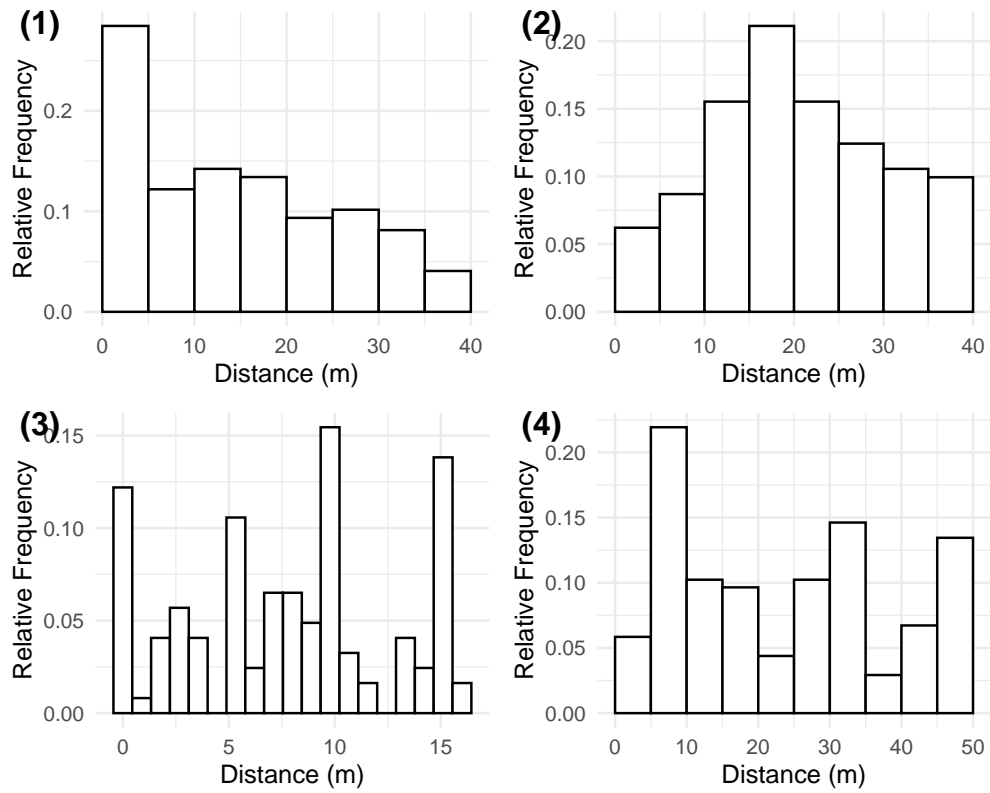 (1)
Relative Frequency
0.2
0.1
0.0
0 10 20 30 40
Distance (m)
(2)
Relative Frequency
0.20
0.15
0.10
0.05
0.00
0 10 20 30 40
Distance (m)
(3)
Relative Frequency
0.15
0.10
0.05
0.00
0 5 10 15
Distance (m)
(4)
Relative Frequency
0.20
0.15
0.10
0.05
0.00
0 10 20 30 40 50
Distance (m)